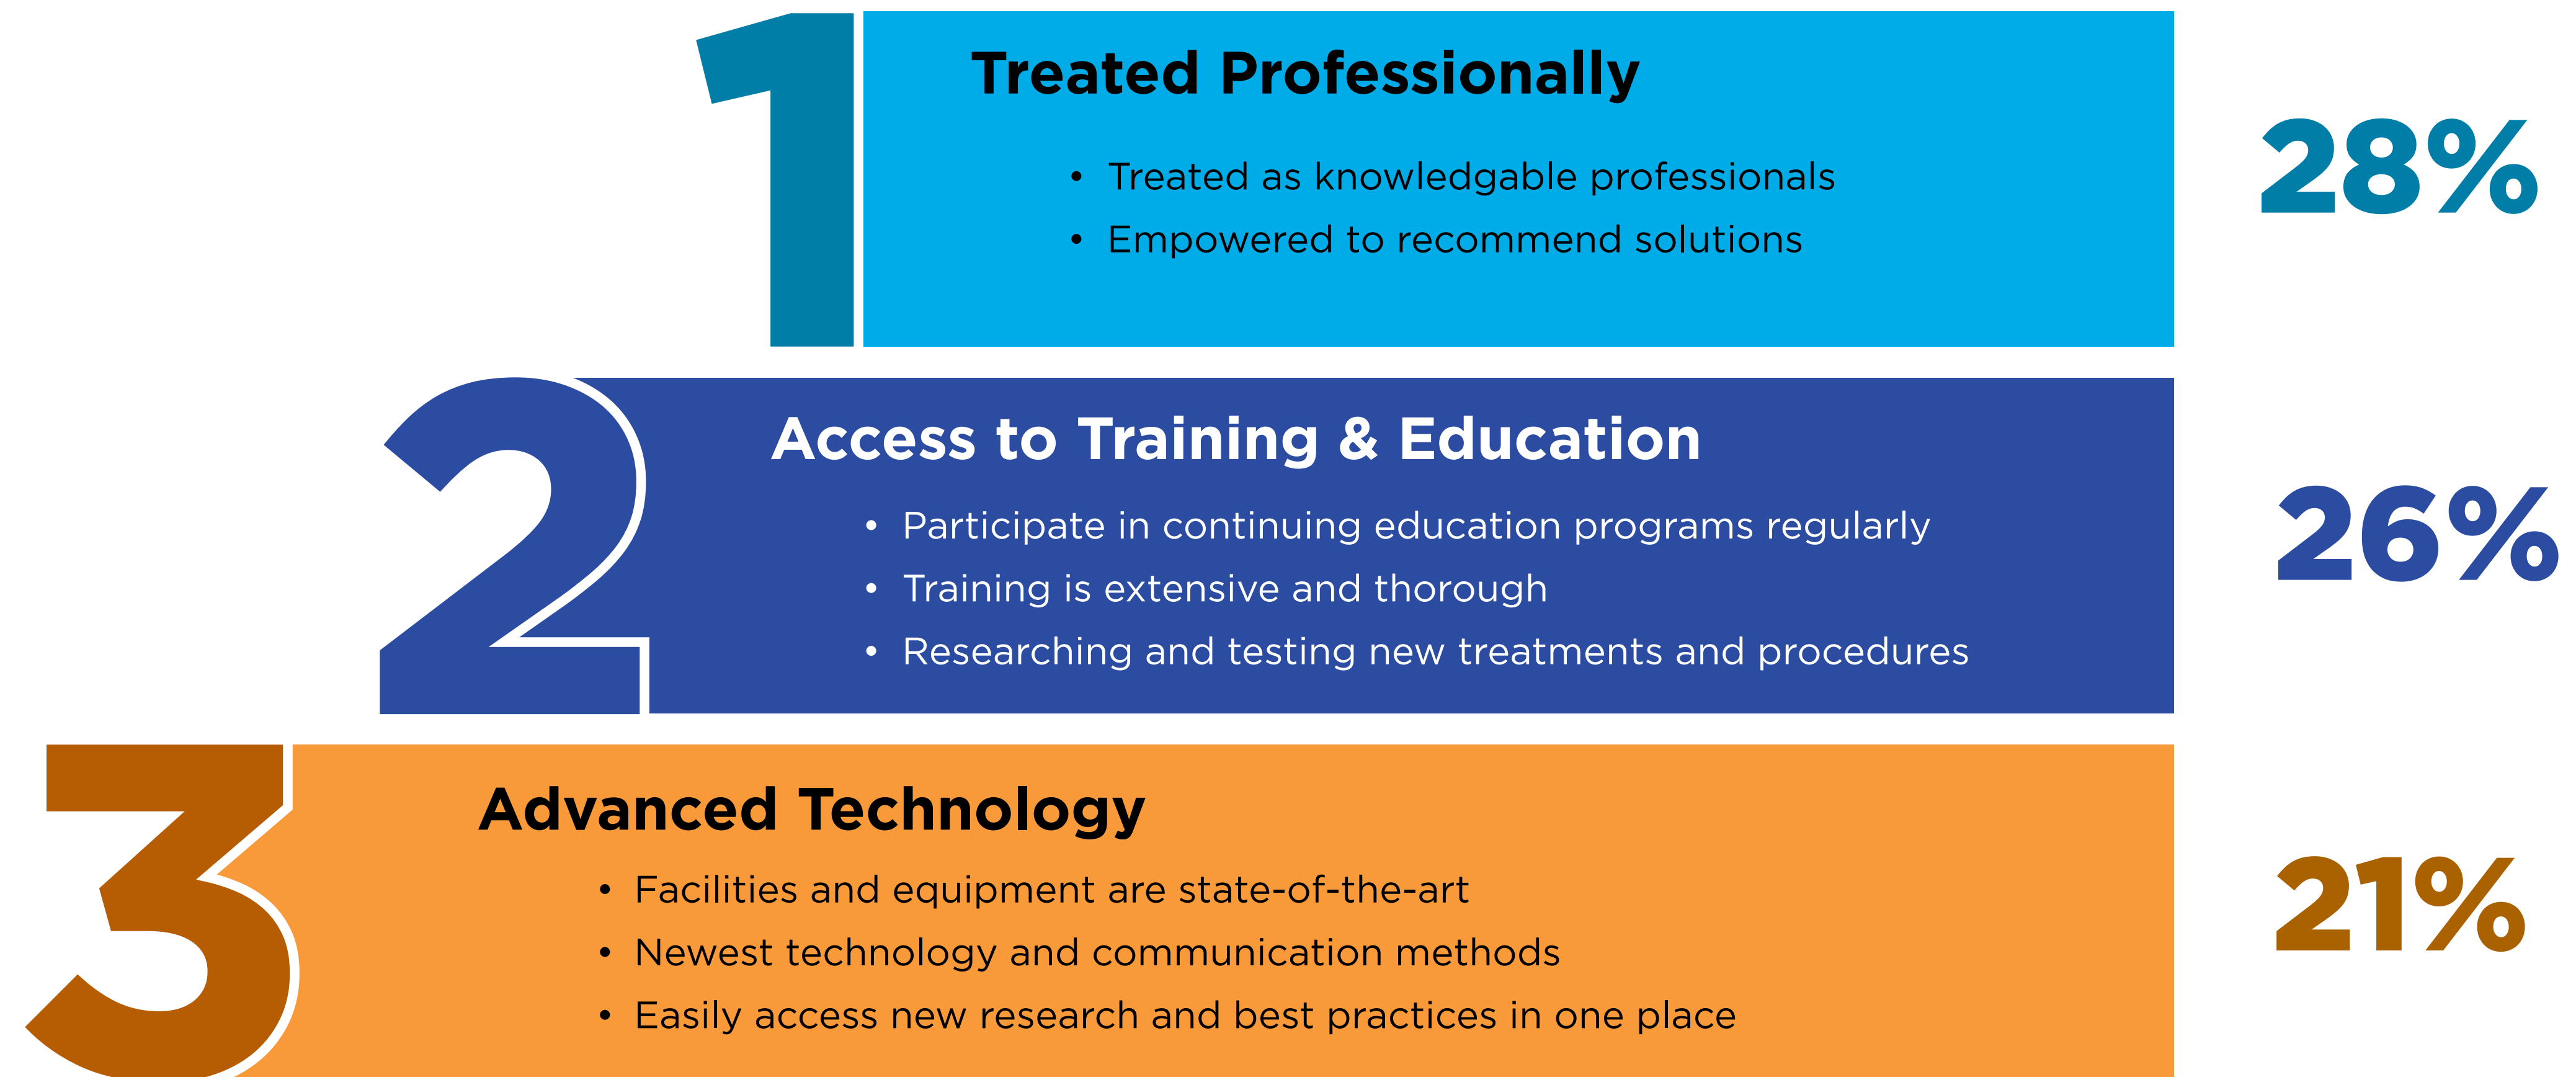 1
Treated Professionally
• Treated as knowledgable professionals
• Empowered to recommend solutions
28%
2
Access to Training & Education
• Participate in continuing education programs regularly
• Training is extensive and thorough
• Researching and testing new treatments and procedures
26%
3
Advanced Technology
• Facilities and equipment are state-of-the-art
• Newest technology and communication methods
• Easily access new research and best practices in one place
21%